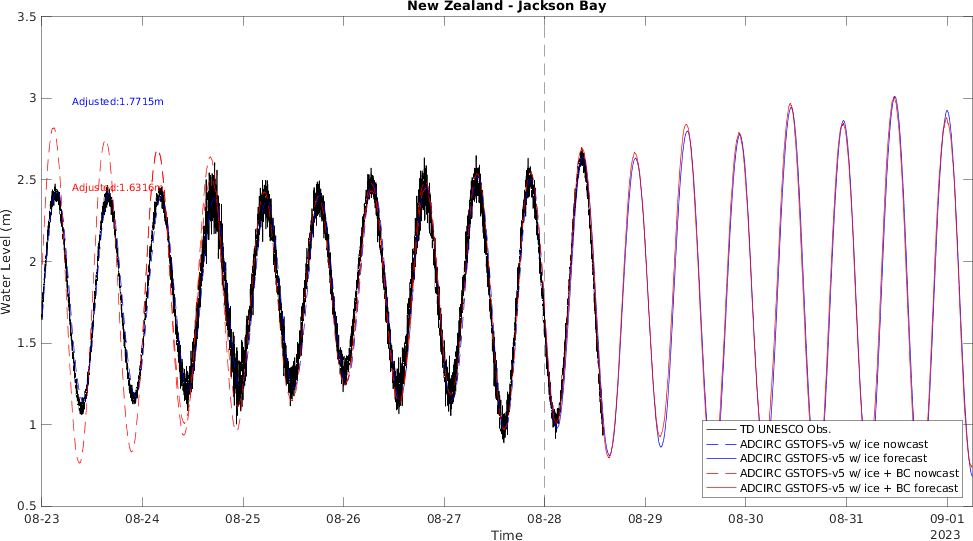 New Zealand - Jackson Bay
3.5
3
2.5
2
1.5
1
0.5
Water Level (m)
Adjusted:1.7715m
Adjusted:1.6316m
TD UNESCO Obs.
ADCIRC GSTOFS-v5 w/ ice nowcast
ADCIRC GSTOFS-v5 w/ ice forecast
ADCIRC GSTOFS-v5 w/ ice + BC nowcast
ADCIRC GSTOFS-v5 w/ ice + BC forecast
08-23 08-24 08-25 08-26 08-27 08-28 08-29 08-30 08-31 09-01
2023
Time